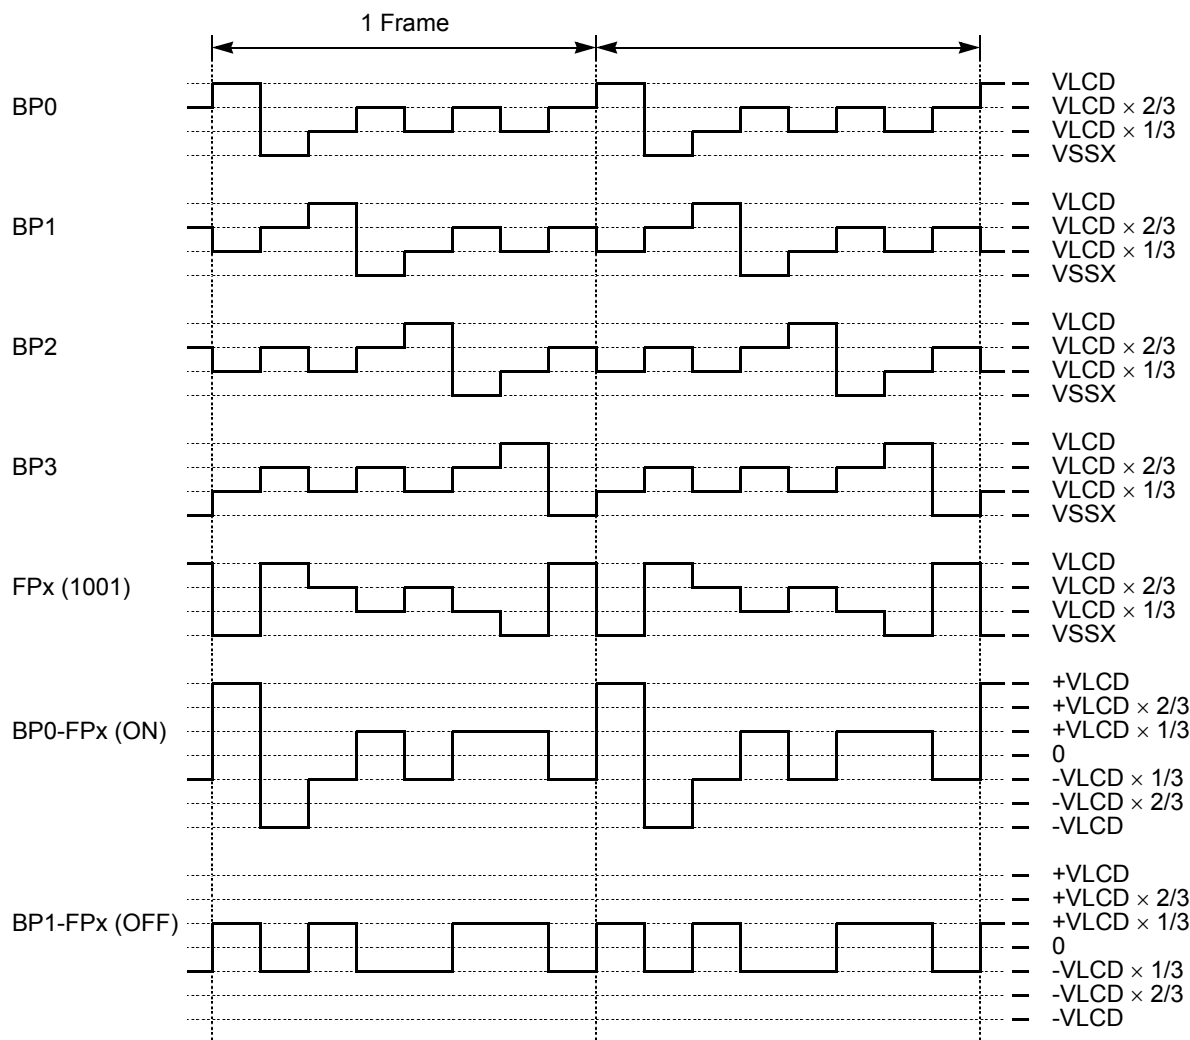 1 Frame
BP0
VLCD
VLCD × 2/3
VLCD × 1/3
VSSX
BP1
VLCD
VLCD × 2/3
VLCD × 1/3
VSSX
BP2
VLCD
VLCD × 2/3
VLCD × 1/3
VSSX
BP3
VLCD
VLCD × 2/3
VLCD × 1/3
VSSX
FPx (1001)
VLCD
VLCD × 2/3
VLCD × 1/3
VSSX
BP0-FPx (ON)
+VLCD
+VLCD × 2/3
+VLCD × 1/3
0
-VLCD × 1/3
-VLCD × 2/3
-VLCD
BP1-FPx (OFF)
+VLCD
+VLCD × 2/3
+VLCD × 1/3
0
-VLCD × 1/3
-VLCD × 2/3
-VLCD